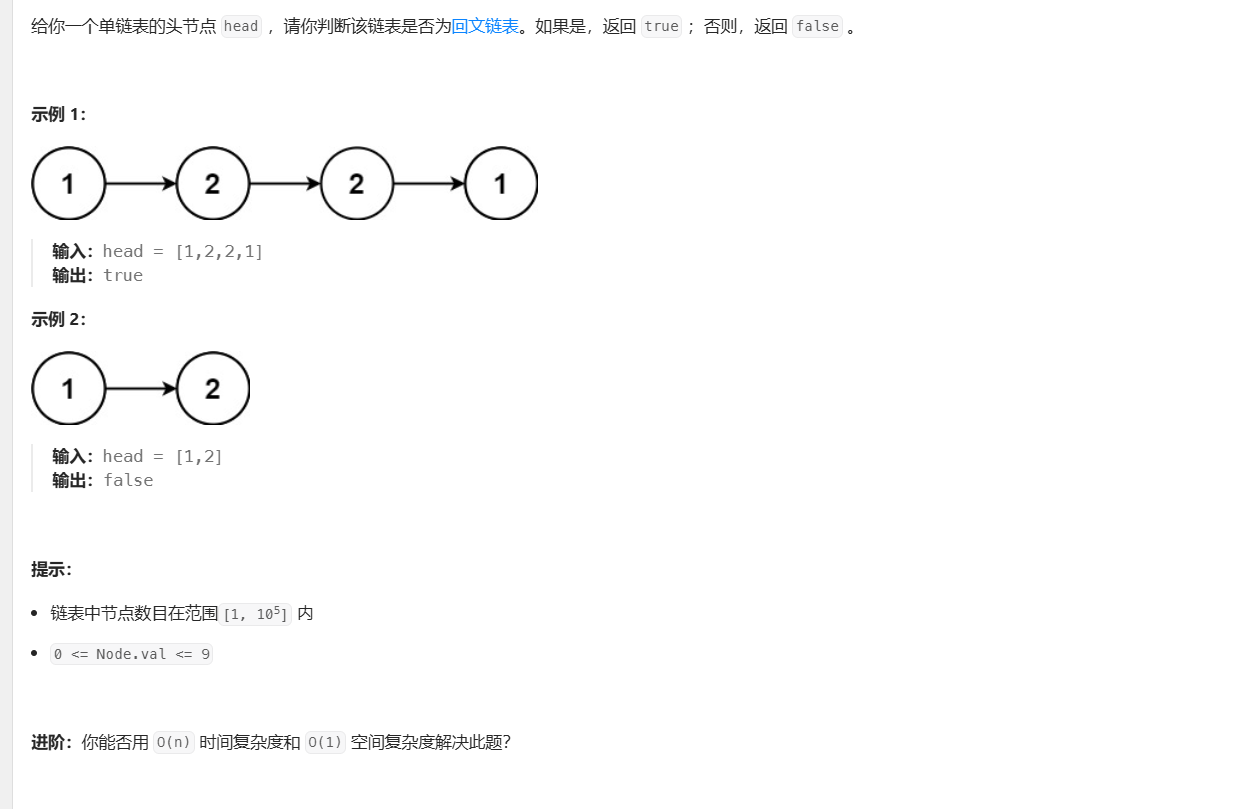 给你一个单链表的头节点 head ，请你判断该链表是否为回文链表。如果是，返回 true ；否则，返回 false 。
示例 1：
1 2 2 1
输入：head = [1,2,2,1]
输出：true
示例 2：
1 2
输入：head = [1,2]
输出：false
提示：
• 链表中节点数目在范围[1, 10⁵] 内
• 0 <= Node.val <= 9
进阶：你能否用 O(n) 时间复杂度和 O(1) 空间复杂度解决此题？